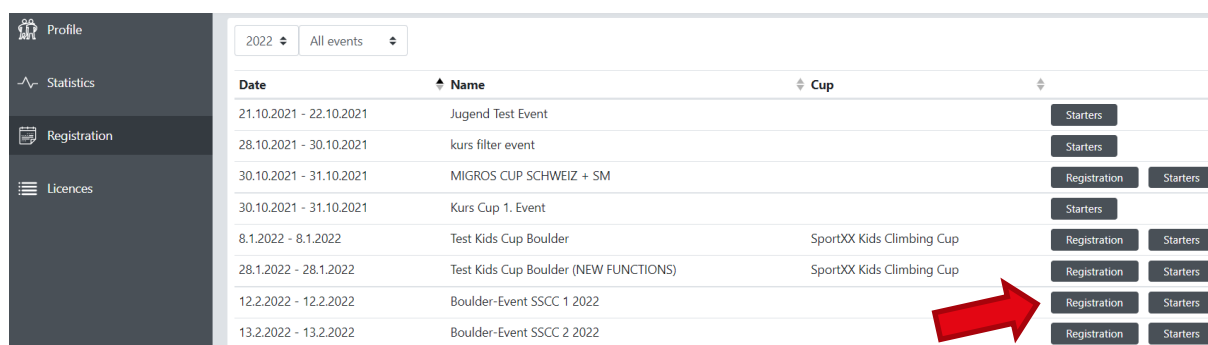 Profile
Statistics
Registration
Licences
2022 All events
Date Name Cup
21.10.2021 - 22.10.2021 Jugend Test Event Starters
28.10.2021 - 30.10.2021 kurs filter event Starters
30.10.2021 - 31.10.2021 MIGROS CUP SCHWEIZ + SM Registration Starters
30.10.2021 - 31.10.2021 Kurs Cup 1. Event Starters
8.1.2022 - 8.1.2022 Test Kids Cup Boulder SportXX Kids Climbing Cup Registration Starters
28.1.2022 - 28.1.2022 Test Kids Cup Boulder (NEW FUNCTIONS) SportXX Kids Climbing Cup Registration Starters
12.2.2022 - 12.2.2022 Boulder-Event SSCC 1 2022 Registration Starters
13.2.2022 - 13.2.2022 Boulder-Event SSCC 2 2022 Registration Starters